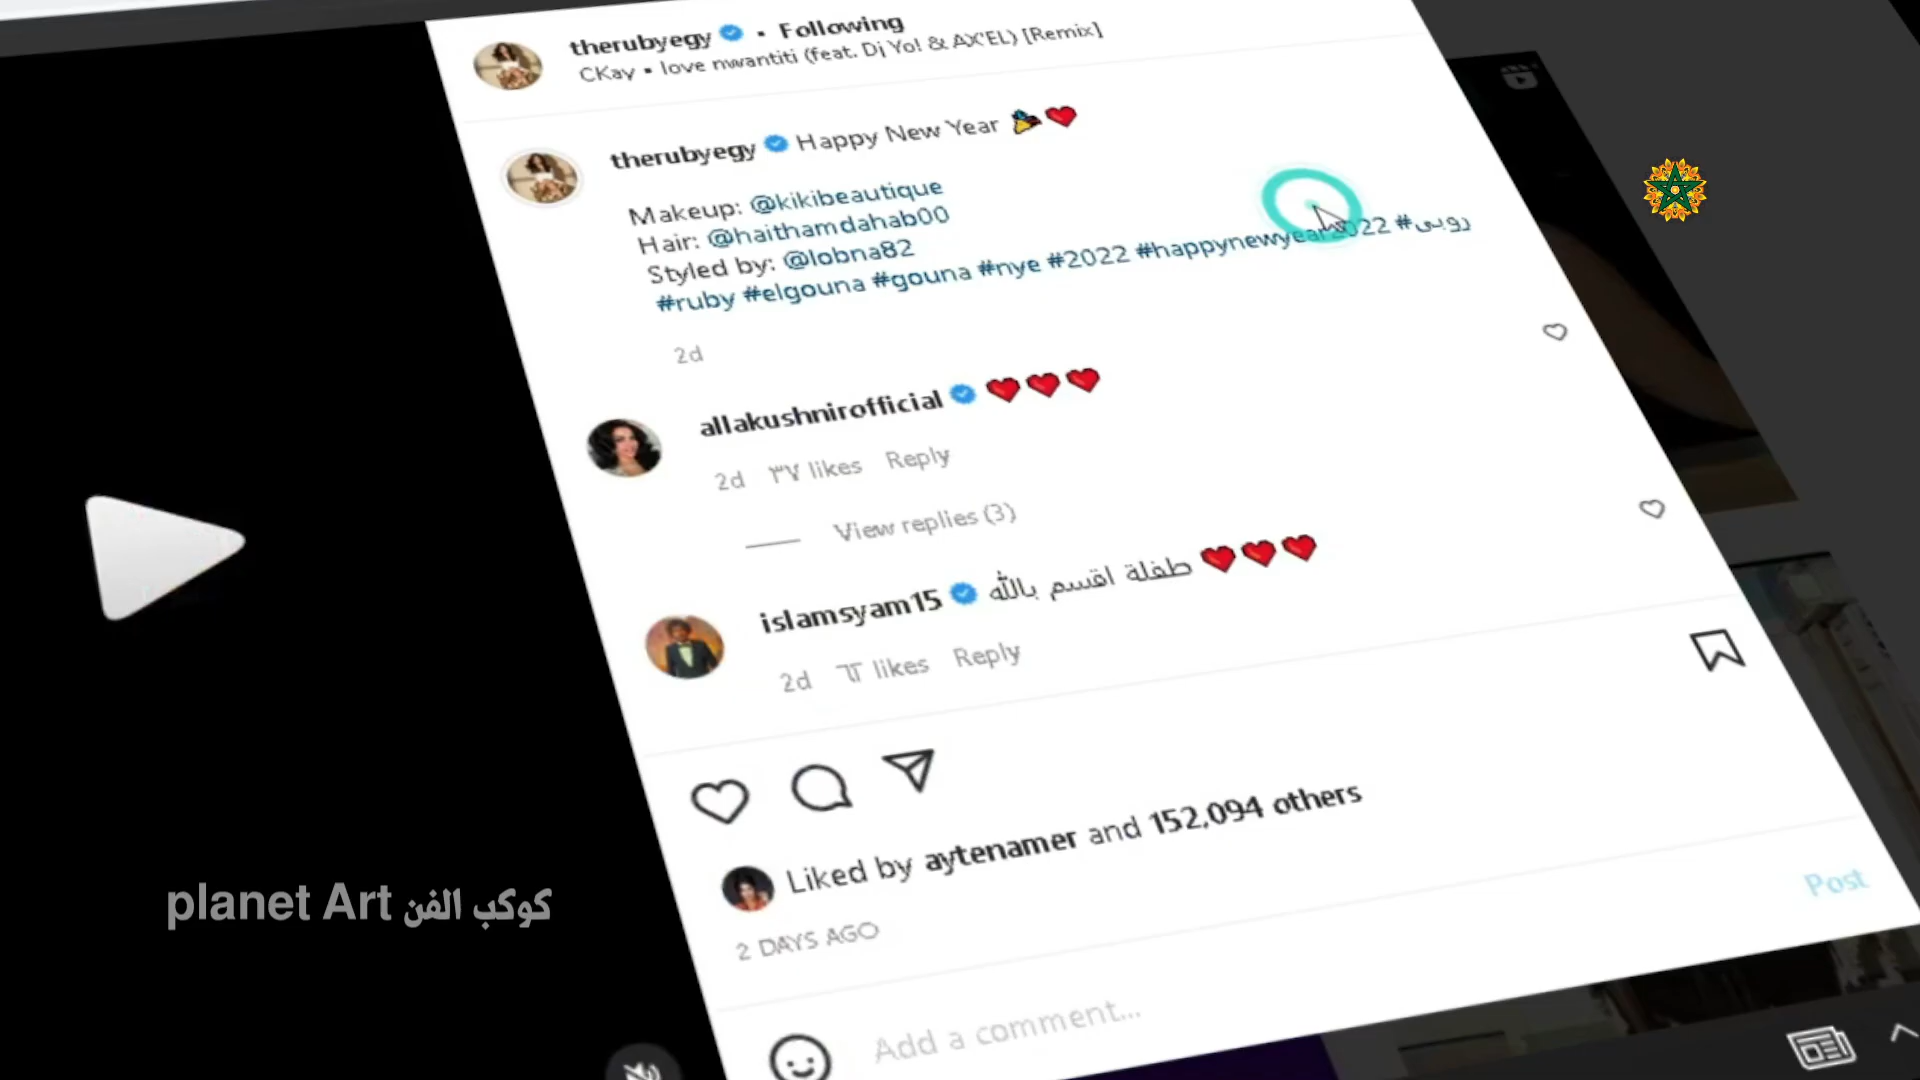 therubyegy • Following
CKay • love nwantiti (feat. Dj Yo! & AX'EL) [Remix]
therubyegy Happy New Year 🎉❤️
Makeup: @kikibeautique
Hair: @haithamdahab00
Styled by: @lobna82
#ruby #elgouna #gouna #nye #2022 #happynewyear2022 #روبى
2d
allakushnirofficial ❤️❤️❤️
2d ٣٧ likes Reply
View replies (3)
islamsyam15 طفلة اقسم بالله ❤️❤️❤️
2d ٦٢ likes Reply
Liked by aytenamer and 152,094 others
2 DAYS AGO
Add a comment...
Post
planet Art كوكب الفن